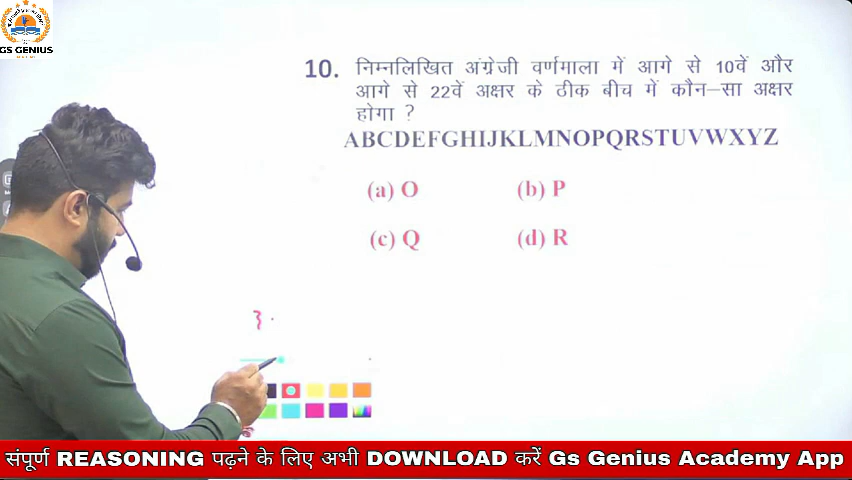 GS GENIUS
10. निम्नलिखित अंग्रेजी वर्णमाला में आगे से 10वें और
आगे से 22वें अक्षर के ठीक बीच में कौन–सा अक्षर
होगा ?
ABCDEFGHIJKLMNOPQRSTUVWXYZ
(a) O (b) P
(c) Q (d) R
संपूर्ण REASONING पढ़ने के लिए अभी DOWNLOAD करें Gs Genius Academy App